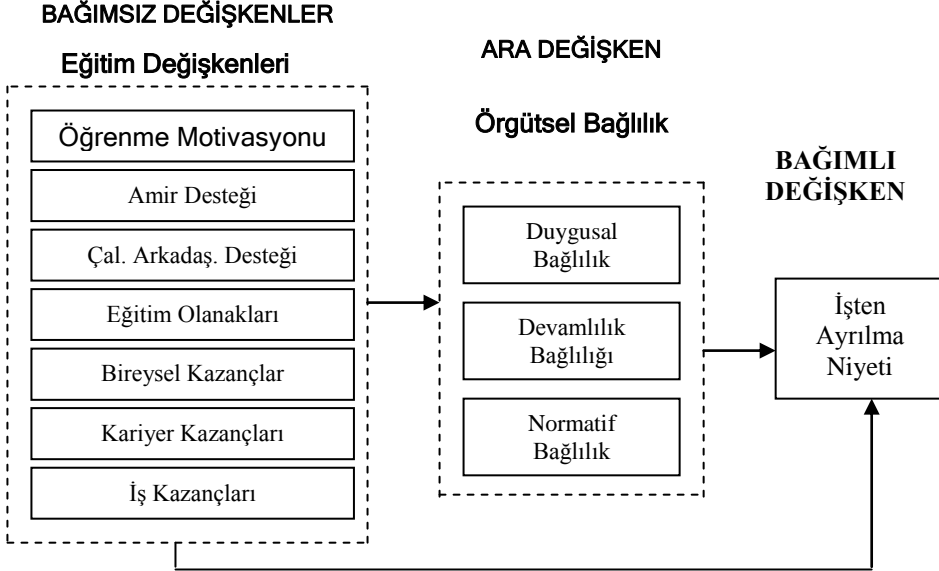 BAĞIMSIZ DEĞİŞKENLER
Eğitim Değişkenleri
Öğrenme Motivasyonu
Amir Desteği
Çal. Arkadaş. Desteği
Eğitim Olanakları
Bireysel Kazançlar
Kariyer Kazançları
İş Kazançları
ARA DEĞİŞKEN
Örgütsel Bağlılık
Duygusal
Bağlılık
Devamlılık
Bağlılığı
Normatif
Bağlılık
BAĞIMLI
DEĞİŞKEN
İşten
Ayrılma
Niyeti